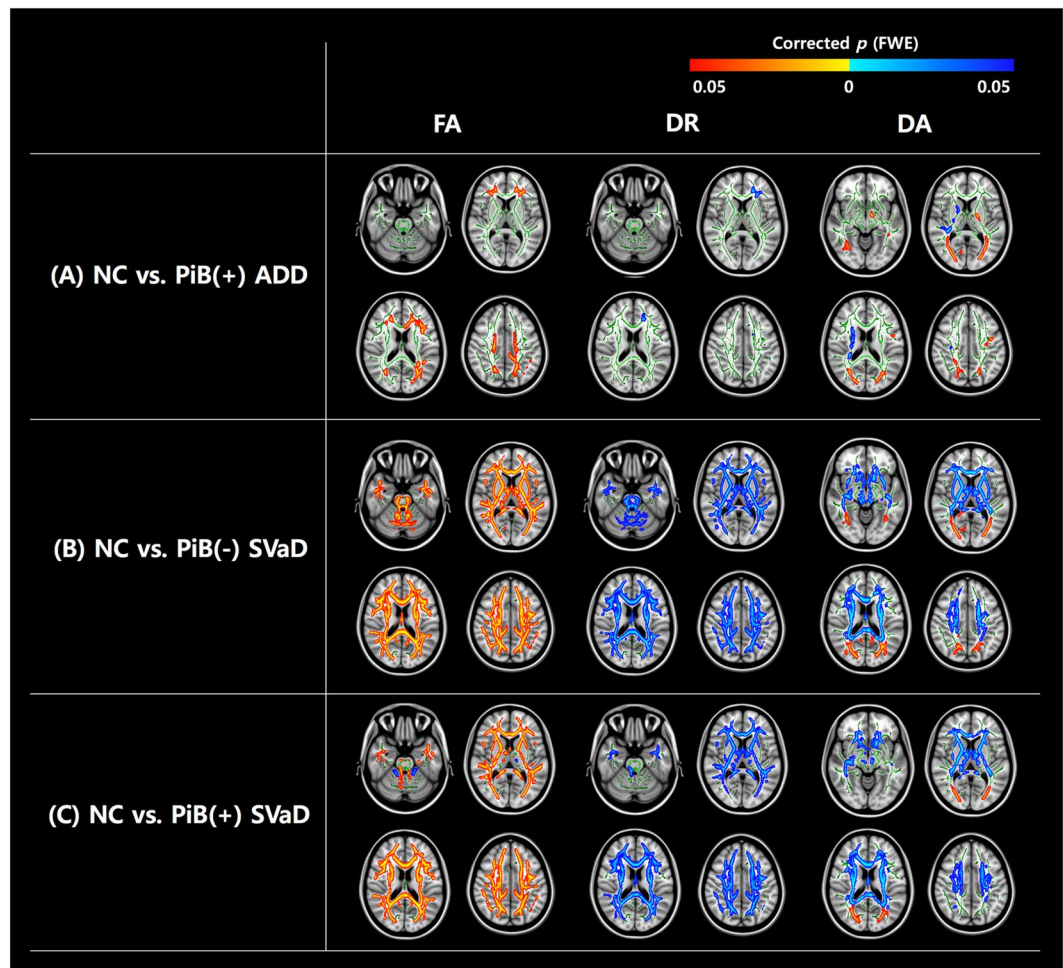 Corrected p (FWE)
0.05 0 0.05
FA DR DA
(A) NC vs. PiB(+) ADD
(B) NC vs. PiB(-) SVaD
(C) NC vs. PiB(+) SVaD